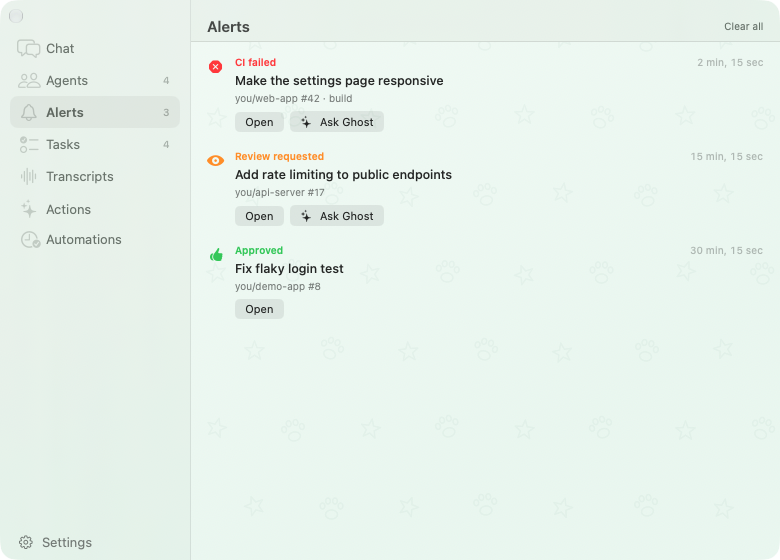 Chat
Agents 4
Alerts 3
Tasks 4
Transcripts
Actions
Automations
Settings
Alerts
Clear all
CI failed
2 min, 15 sec
Make the settings page responsive
you/web-app #42 · build
Open
Ask Ghost
Review requested
15 min, 15 sec
Add rate limiting to public endpoints
you/api-server #17
Open
Ask Ghost
Approved
30 min, 15 sec
Fix flaky login test
you/demo-app #8
Open